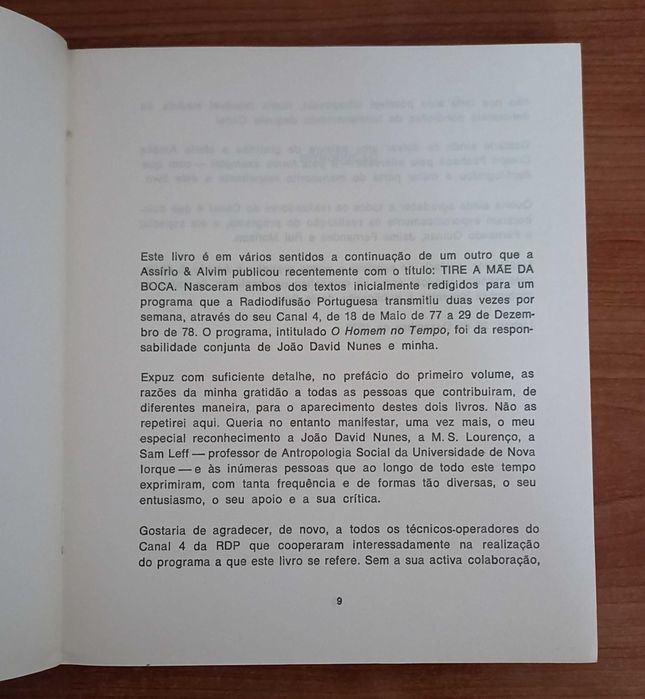 Este livro é em vários sentidos a continuação de um outro que a
Assírio & Alvim publicou recentemente com o título: TIRE A MÃE DA
BOCA. Nasceram ambos dos textos inicialmente redigidos para um
programa que a Radiodifusão Portuguesa transmitiu duas vezes por
semana, através do seu Canal 4, de 18 de Maio de 77 a 29 de Dezem-
bro de 78. O programa, intitulado O Homem no Tempo, foi da respon-
sabilidade conjunta de João David Nunes e minha.
Expuz com suficiente detalhe, no prefácio do primeiro volume, as
razões da minha gratidão a todas as pessoas que contribuiram, de
diferentes maneira, para o aparecimento destes dois livros. Não as
repetirei aqui. Queria no entanto manifestar, uma vez mais, o meu
especial reconhecimento a João David Nunes, a M. S. Lourenço, a
Sam Leff — professor de Antropologia Social da Universidade de Nova
Iorque — e às inúmeras pessoas que ao longo de todo este tempo
exprimiram, com tanta frequência e de formas tão diversas, o seu
entusiasmo, o seu apoio e a sua crítica.
Gostaria de agradecer, de novo, a todos os técnicos-operadores do
Canal 4 da RDP que cooperaram interessadamente na realização
do programa a que este livro se refere. Sem a sua activa colaboração,
9